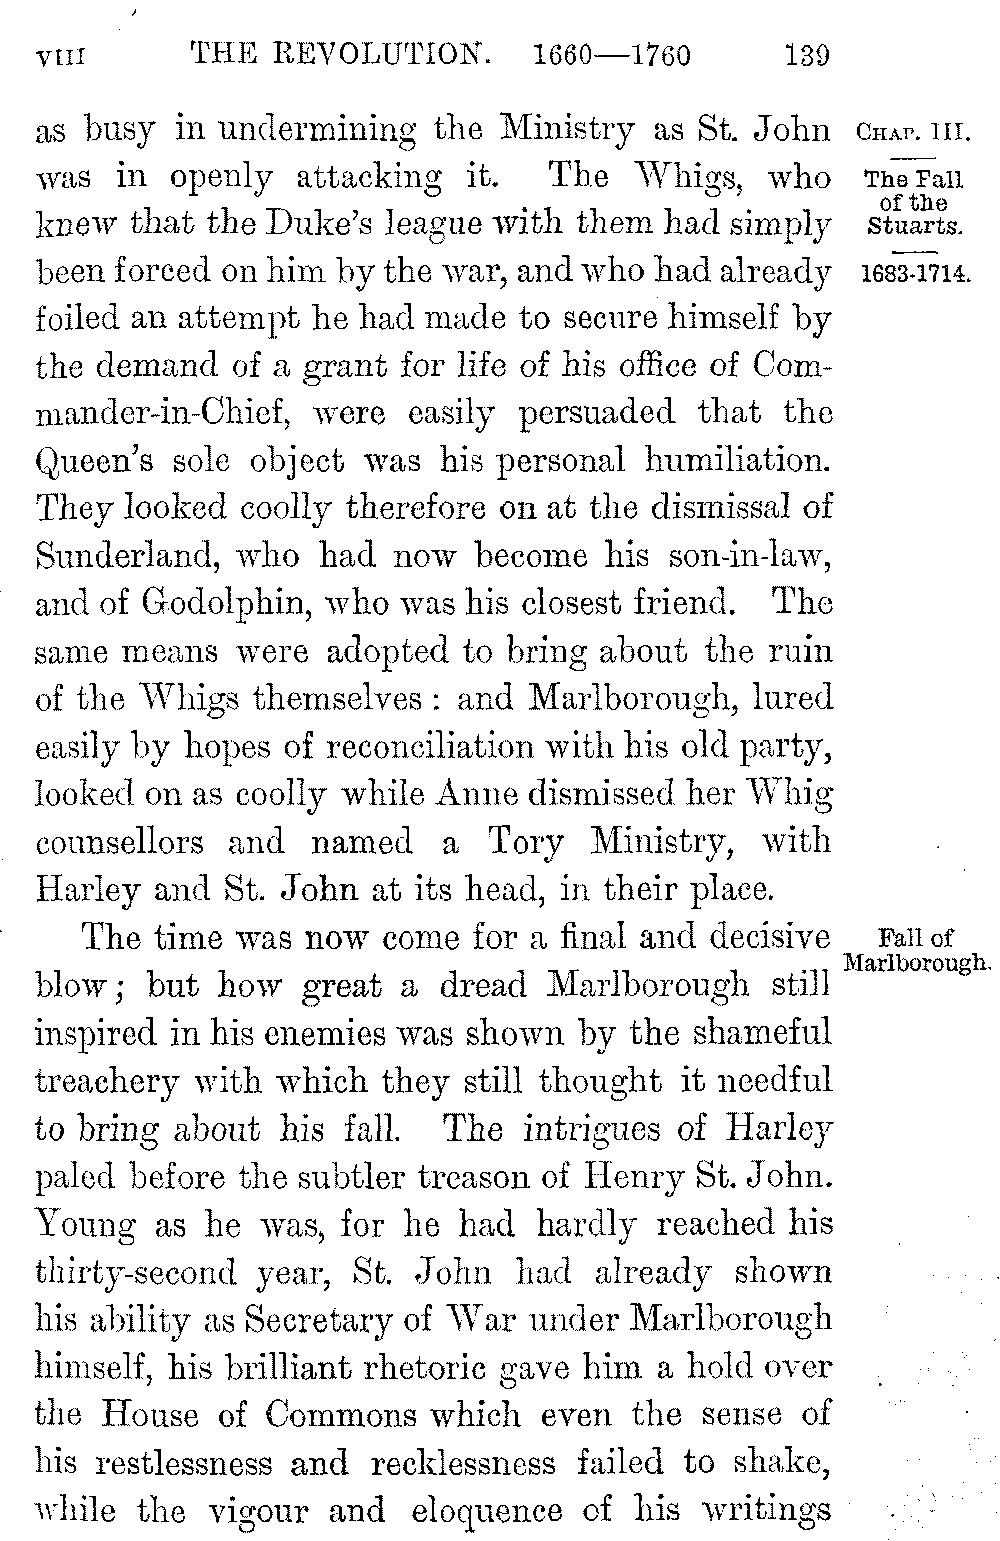 VIII THE REVOLUTION. 1660—1760 139
as busy in undermining the Ministry as St. John
was in openly attacking it. The Whigs, who
knew that the Duke's league with them had simply
been forced on him by the war, and who had already
foiled an attempt he had made to secure himself by
the demand of a grant for life of his office of Com-
mander-in-Chief, were easily persuaded that the
Queen's sole object was his personal humiliation.
They looked coolly therefore on at the dismissal of
Sunderland, who had now become his son-in-law,
and of Godolphin, who was his closest friend. The
same means were adopted to bring about the ruin
of the Whigs themselves : and Marlborough, lured
easily by hopes of reconciliation with his old party,
looked on as coolly while Anne dismissed her Whig
counsellors and named a Tory Ministry, with
Harley and St. John at its head, in their place.
The time was now come for a final and decisive
blow ; but how great a dread Marlborough still
inspired in his enemies was shown by the shameful
treachery with which they still thought it needful
to bring about his fall. The intrigues of Harley
paled before the subtler treason of Henry St. John.
Young as he was, for he had hardly reached his
thirty-second year, St. John had already shown
his ability as Secretary of War under Marlborough
himself, his brilliant rhetoric gave him a hold over
the House of Commons which even the sense of
his restlessness and recklessness failed to shake,
while the vigour and eloquence of his writings
CHAP. III.
The Fall
of the
Stuarts.
1683-1714.
Fall of
Marlborough.